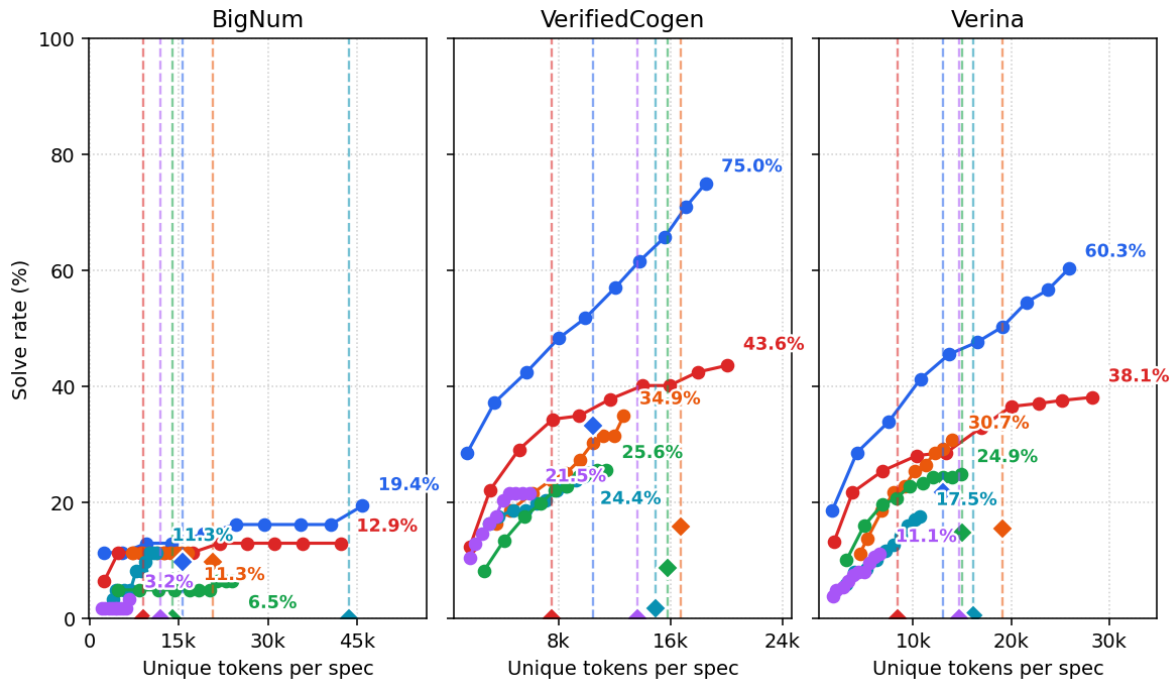 BigNum
VerifiedCogen
Verina
Solve rate (%)
100
80
60
40
20
0
19.4%
12.9%
11.3%
11.3%
3.2%
6.5%
75.0%
43.6%
34.9%
25.6%
21.5%
24.4%
60.3%
38.1%
30.7%
24.9%
17.5%
11.1%
0
15k
30k
45k
8k
16k
24k
10k
20k
30k
Unique tokens per spec
Unique tokens per spec
Unique tokens per spec